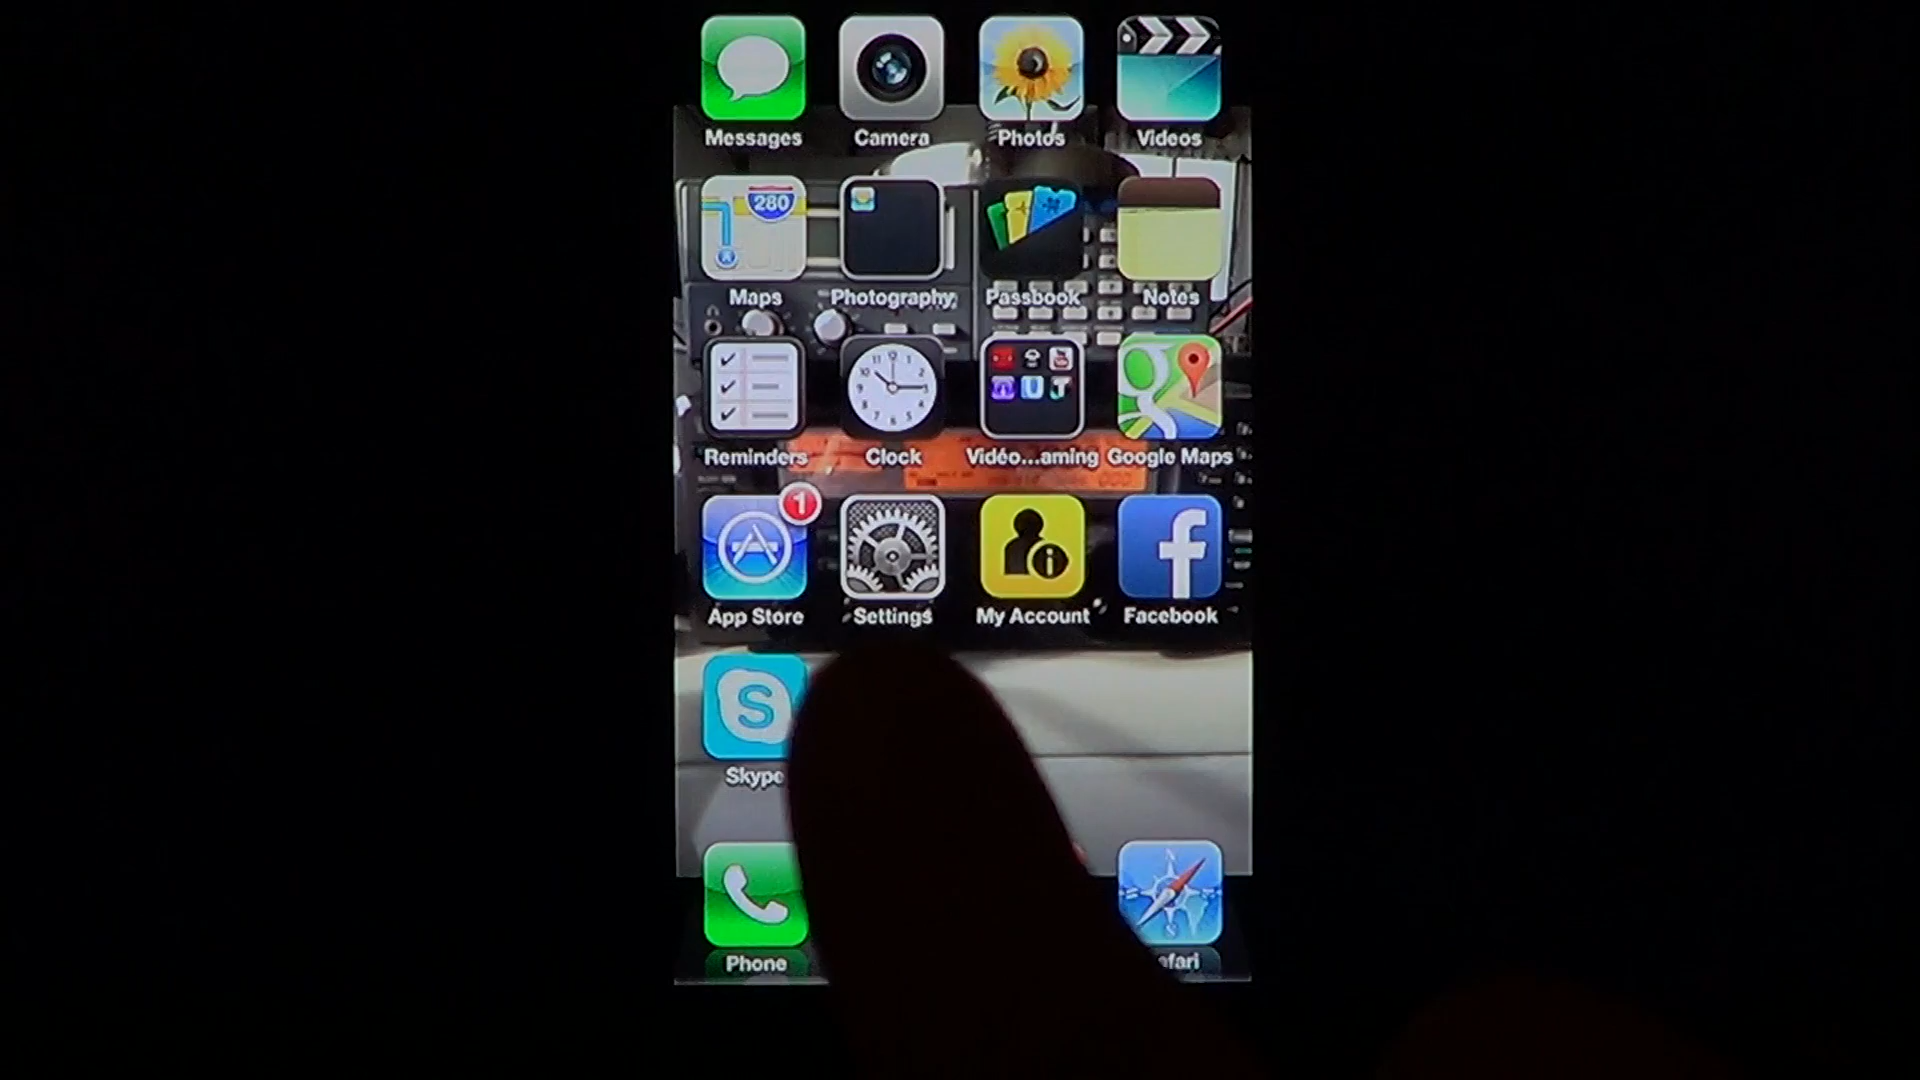 Messages
Camera
Photos
Videos
280
Maps
Photography
Passbook
Notes
Reminders
Clock
Vidéo...aming
Google Maps
1
App Store
Settings
My Account
Facebook
Skype
Phone
afari